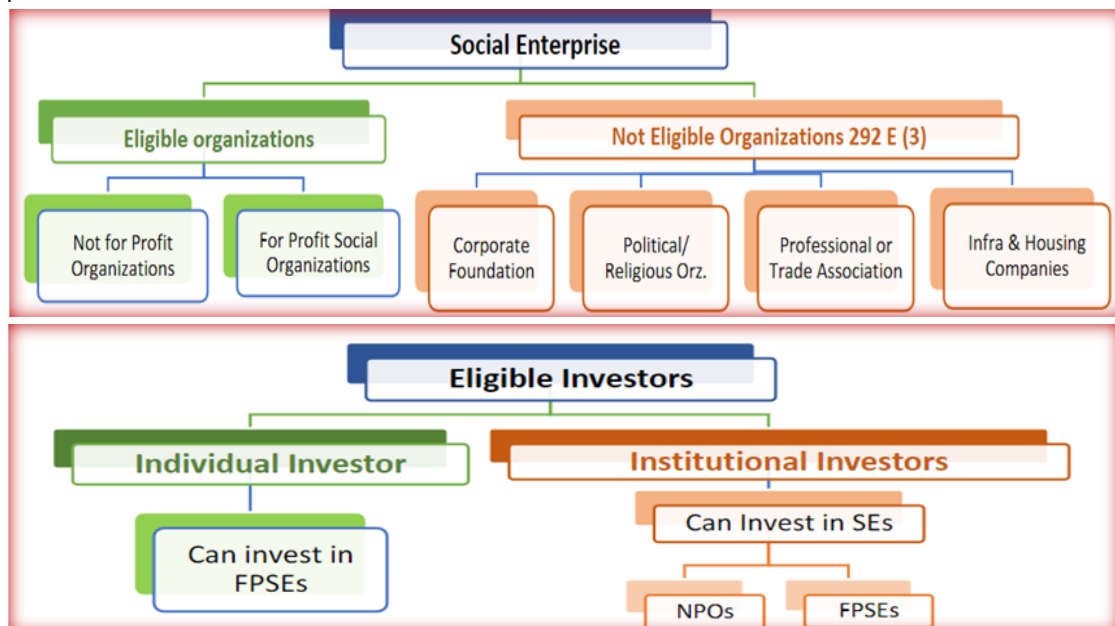 Social Enterprise
Eligible organizations
Not Eligible Organizations 292 E (3)
Not for Profit
Organizations
For Profit Social
Organizations
Corporate
Foundation
Political/
Religious Orz.
Professional or
Trade Association
Infra & Housing
Companies
Eligible Investors
Individual Investor
Institutional Investors
Can invest in
FPSEs
Can Invest in SEs
NPOs
FPSEs